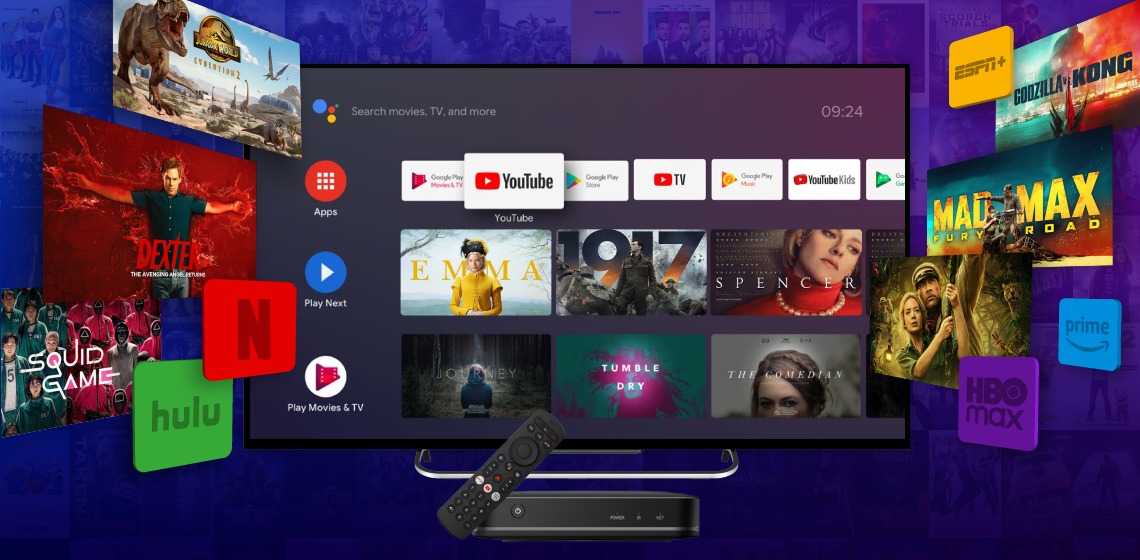 JURASSIC WORLD
EVOLUTION 2
DEXTER
THE AVENGING ANGEL RETURNS
SQUID
GAME
N
hulu
Search movies, TV, and more
09:24
Apps
Play Next
Play Movies & TV
Google Play
Movies & TV
YouTube
YouTube
Google Play
Store
TV
Google Play
Music
YouTube Kids
EMMA
1917
SPENCER
JOURNEY
TUMBLE
DRY
THE COMEDIAN
POWER
IR
NET
SCORCH
TRIALS
ESPN+
GODZILLA VS KONG
MAD MAX
FURY ROAD
prime
HBO
max